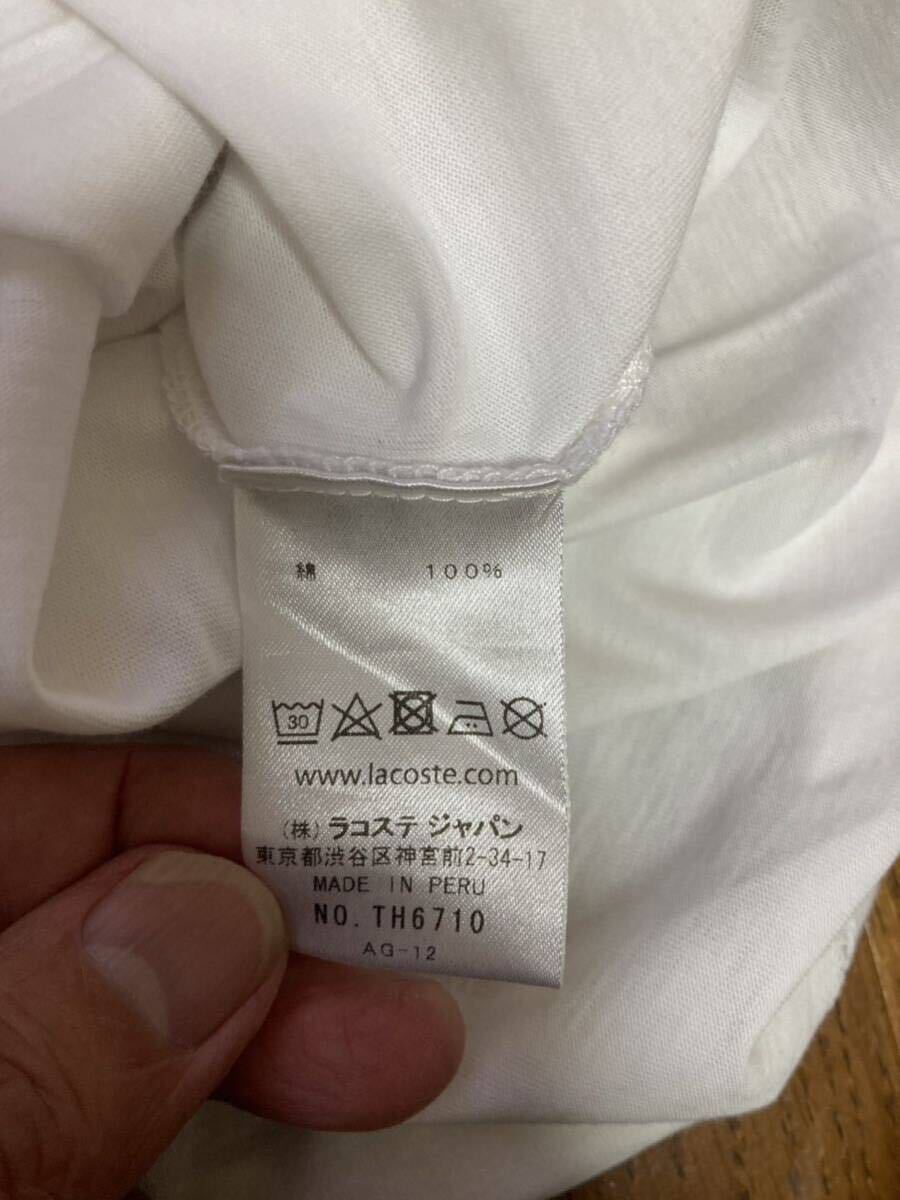 綿 100%
30
www.lacoste.com
(株) ラコステ ジャパン
東京都渋谷区神宮前2-34-17
MADE IN PERU
NO. TH6710
AG-12